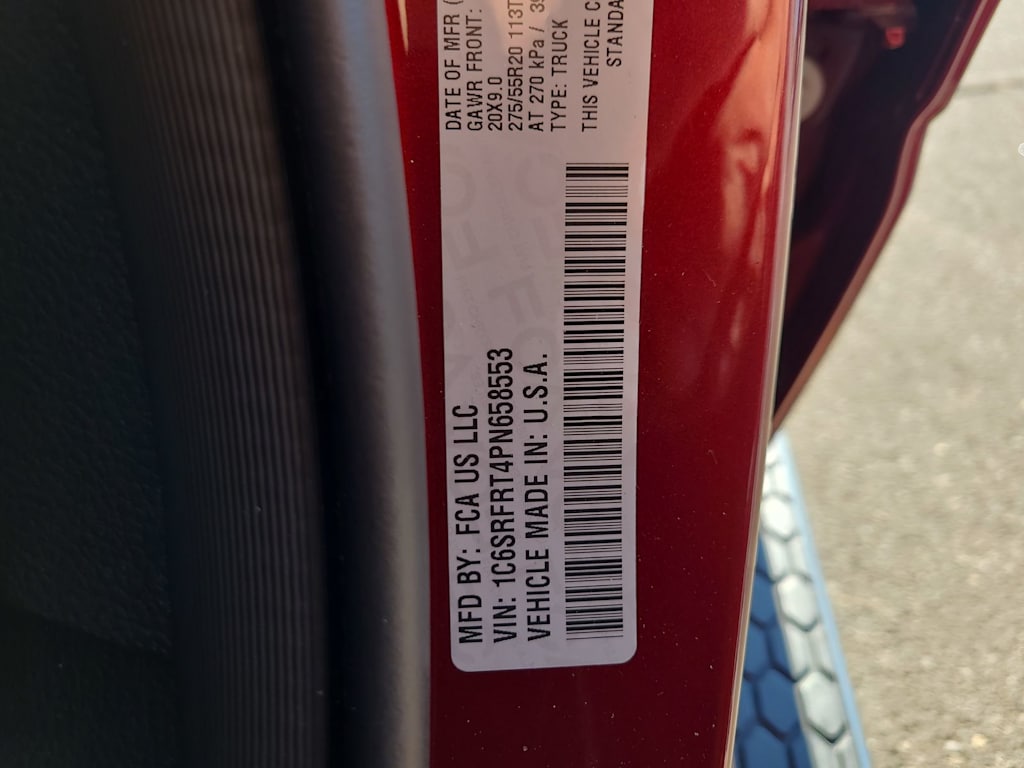 MFD BY: FCA US LLC
VIN: 1C6SRFRT4PN658553
VEHICLE MADE IN: U.S.A.
DATE OF MFR (
GAWR FRONT:
20X9.0
275/55R20 113T
AT 270 kPa / 39
TYPE: TRUCK
THIS VEHICLE C
STANDA